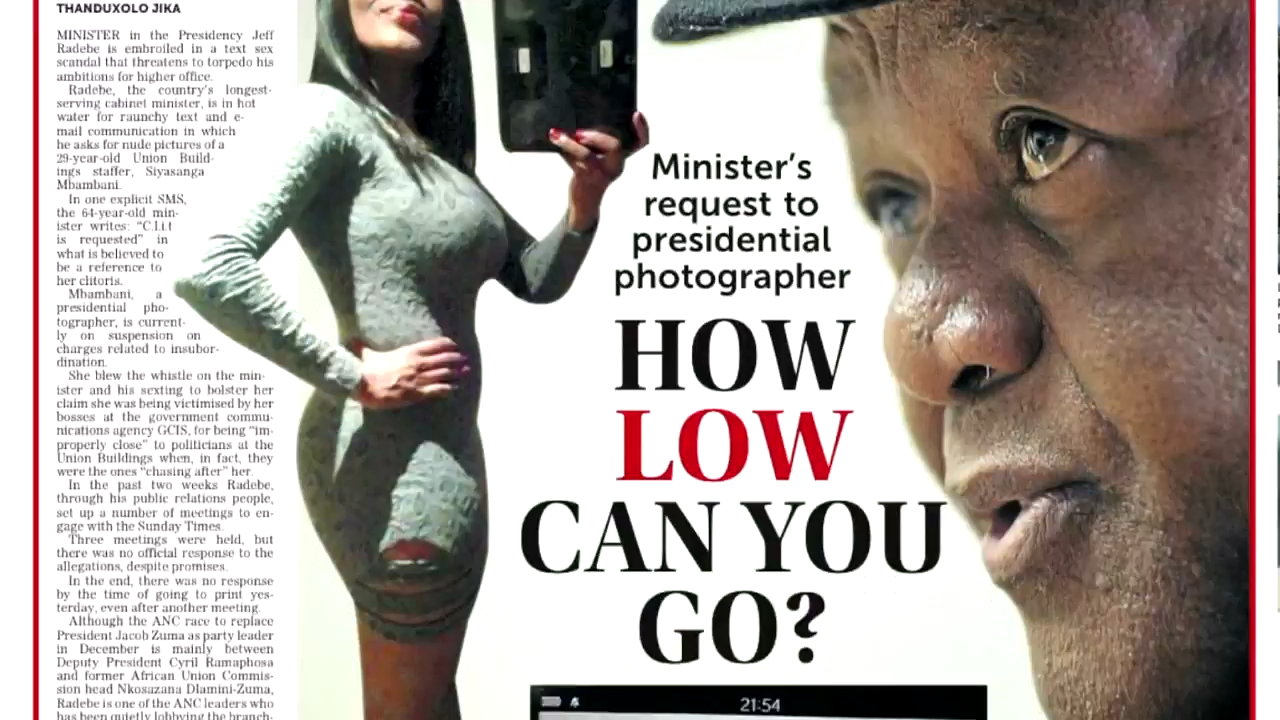 THANDUXOLO JIKA
MINISTER in the Presidency Jeff
Radebe is embroiled in a text sex
scandal that threatens to torpedo his
ambitions for higher office.
Radebe, the country's longest-
serving cabinet minister, is in hot
water for raunchy text and e-
mail communication in which
he asks for nude pictures of a
29-year-old Union Build-
ings staffer, Siyasanga
Mbambani.
In one explicit SMS,
the 64-year-old min-
ister writes: "C.l.i.t
is requested" in
what is believed to
be a reference to
her clitoris.
Mbambani, a
presidential pho-
tographer, is current-
ly on suspension on
charges related to insubor-
dination.
She blew the whistle on the min-
ister and his sexting to bolster her
claim she was being victimised by her
bosses at the government commu-
nications agency GCIS, for being "im-
properly close" to politicians at the
Union Buildings when, in fact, they
were the ones "chasing after" her.
In the past two weeks Radebe,
through his public relations people,
set up a number of meetings to en-
gage with the Sunday Times.
Three meetings were held, but
there was no official response to the
allegations, despite promises.
In the end, there was no response
by the time of going to print yes-
terday, even after another meeting.
Although the ANC race to replace
President Jacob Zuma as party leader
in December is mainly between
Deputy President Cyril Ramaphosa
and former African Union Commis-
sion head Nkosazana Dlamini-Zuma,
Radebe is one of the ANC leaders who
has been quietly lobbying the branch-
Minister's
request to
presidential
photographer
HOW
LOW
CAN YOU
GO?
21:54